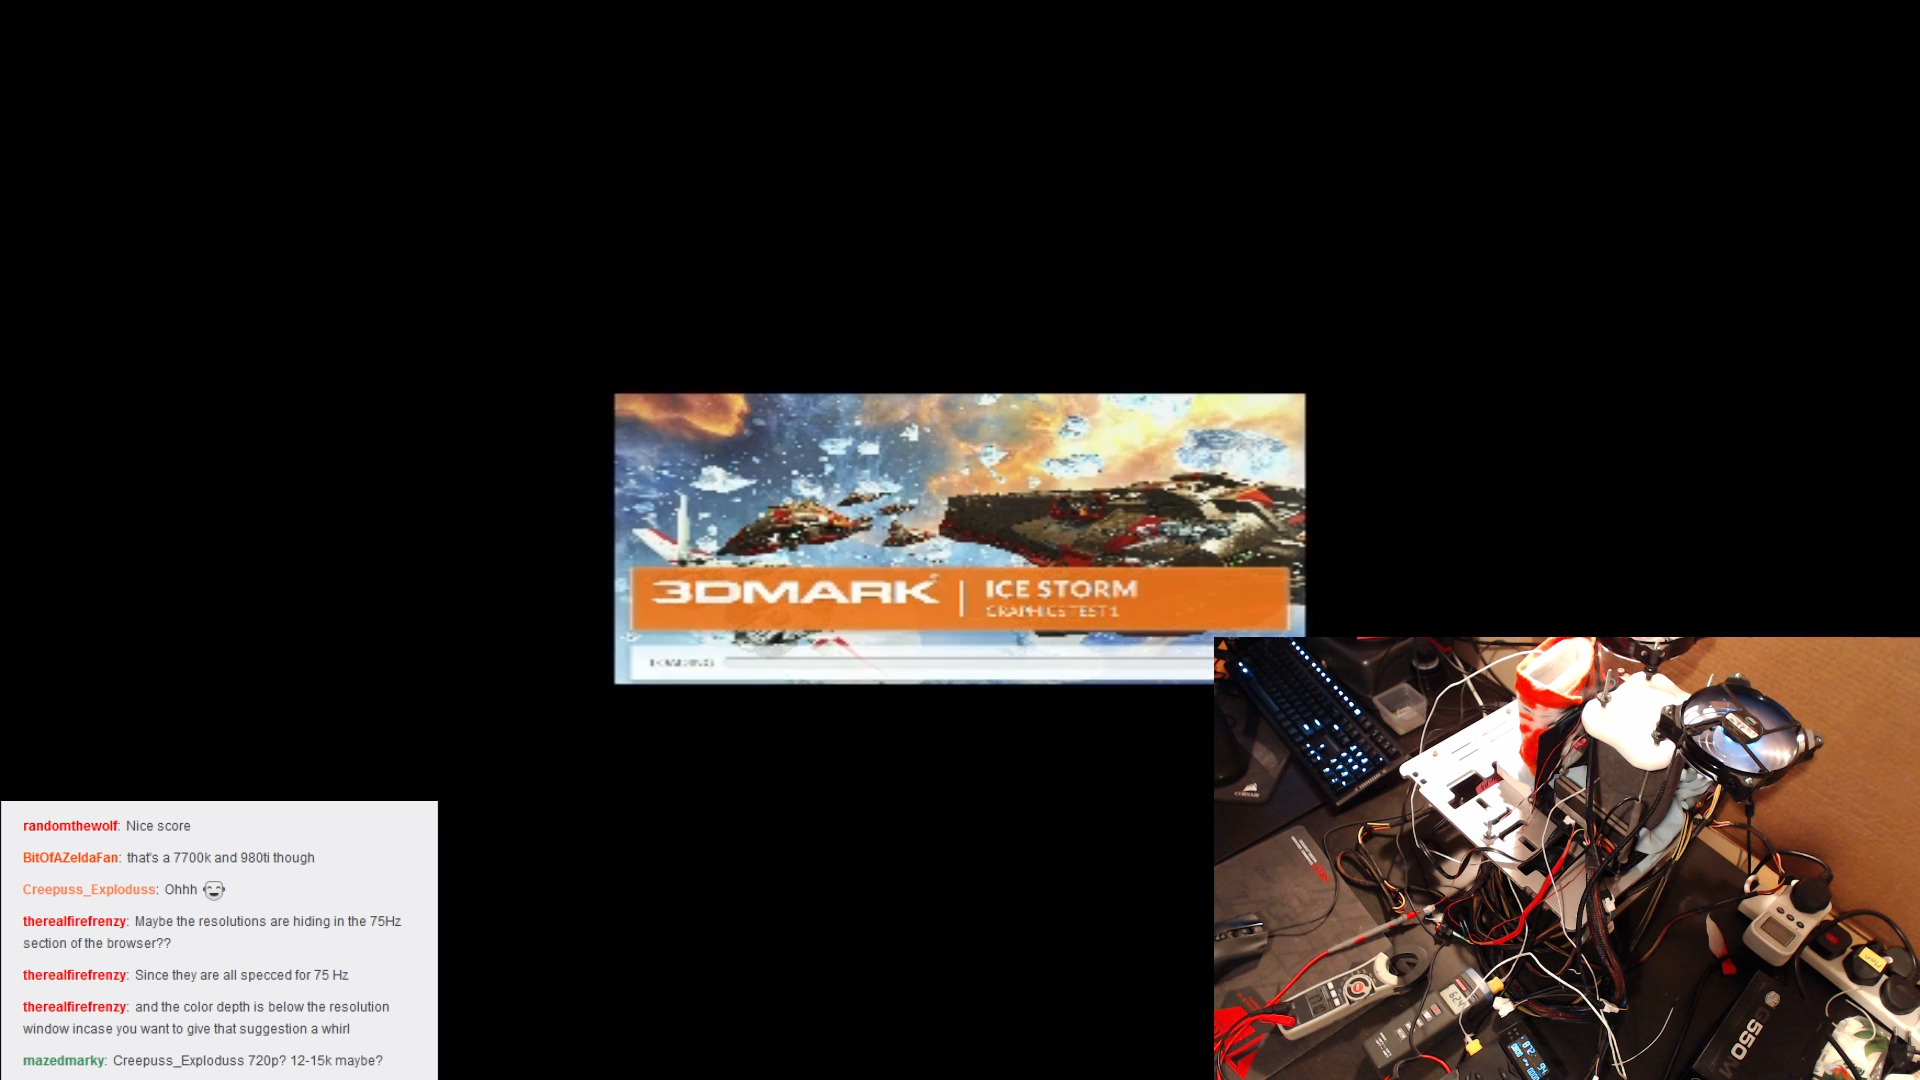 3DMARK
ICE STORM
GRAPHICS TEST 1
LOADING
randomthewolf: Nice score
BitOfAZeldaFan: that's a 7700k and 980ti though
Creepuss_Exploduss: Ohhh
therealfirefrenzy: Maybe the resolutions are hiding in the 75Hz
section of the browser??
therealfirefrenzy: Since they are all specced for 75 Hz
therealfirefrenzy: and the color depth is below the resolution
window incase you want to give that suggestion a whirl
mazedmarky: Creepuss_Exploduss 720p? 12-15k maybe?